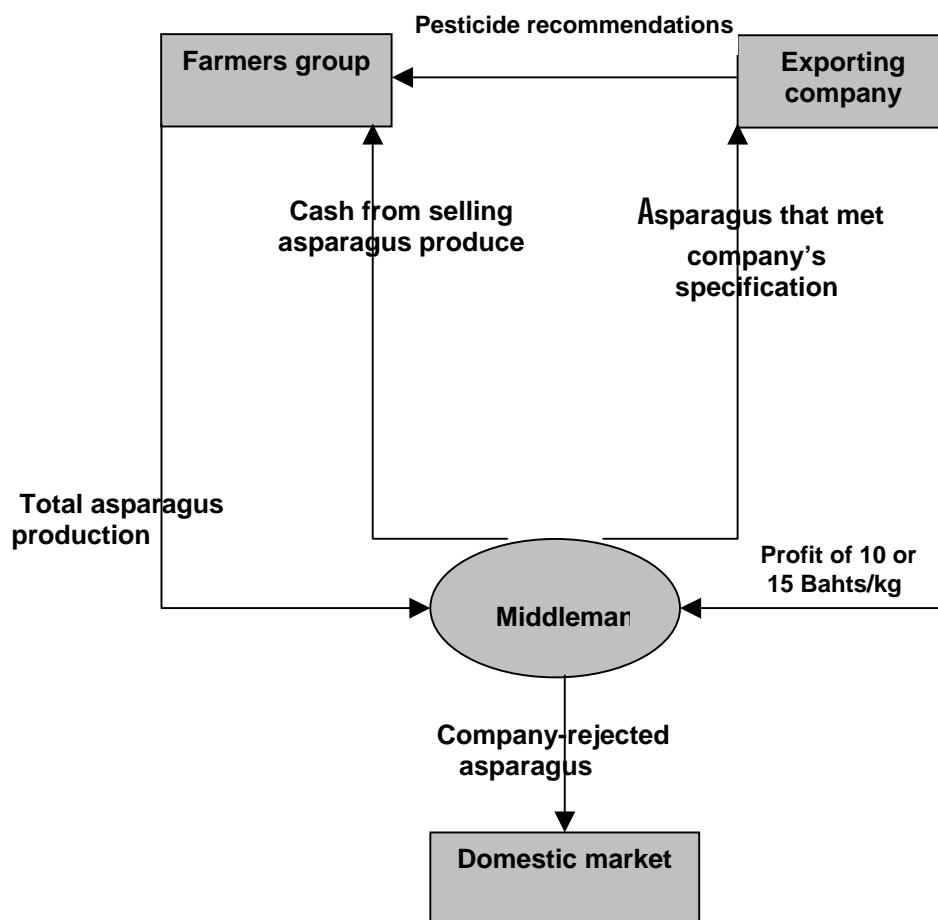 Pesticide recommendations
Farmers group
Exporting
company
Cash from selling
asparagus produce
Asparagus that met
company's
specification
Total asparagus
production
Profit of 10 or
15 Bahts/kg
Middleman
Company-rejected
asparagus
Domestic market